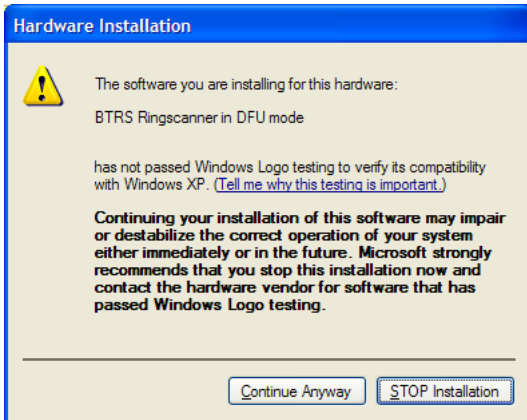 Hardware Installation
The software you are installing for this hardware:
BTRS Ringscanner in DFU mode
has not passed Windows Logo testing to verify its compatibility
with Windows XP. (Tell me why this testing is important.)
Continuing your installation of this software may impair
or destabilize the correct operation of your system
either immediately or in the future. Microsoft strongly
recommends that you stop this installation now and
contact the hardware vendor for software that has
passed Windows Logo testing.
Continue Anyway
STOP Installation